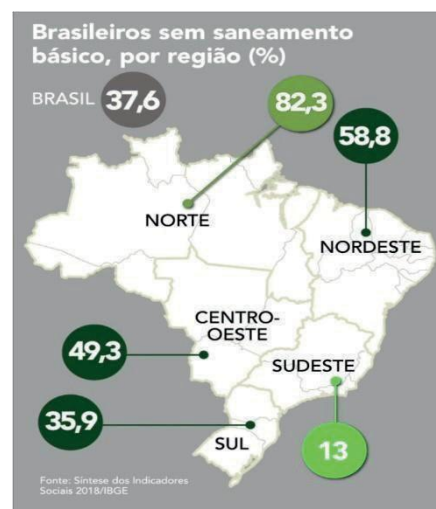 Brasileiros sem saneamento
básico, por região (%)
BRASIL 37,6
82,3
58,8
NORTE
NORDESTE
CENTRO-
OESTE
49,3
SUDESTE
35,9
SUL
13
Fonte: Síntese dos Indicadores
Sociais 2018/IBGE